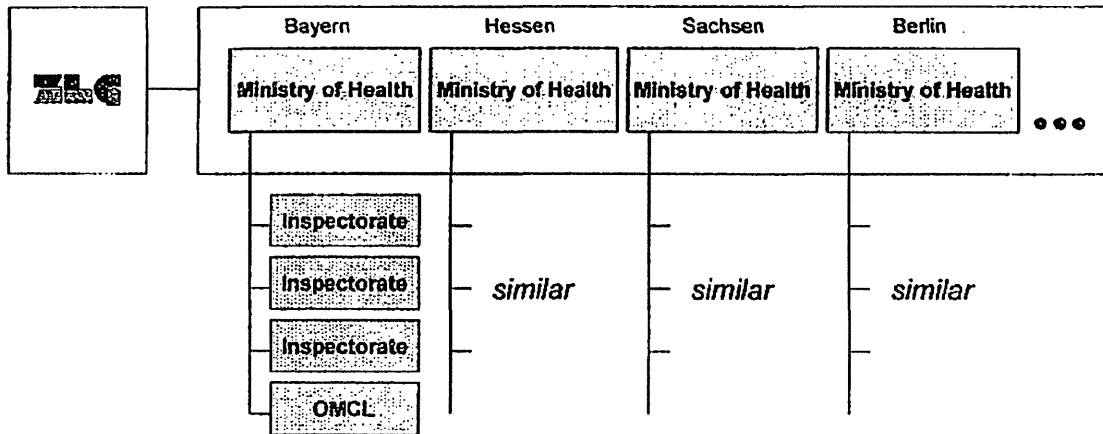 Bayern Hessen Sachsen Berlin
ZLG
Ministry of Health Ministry of Health Ministry of Health Ministry of Health
Inspectorate
Inspectorate similar similar similar
Inspectorate
OMCL